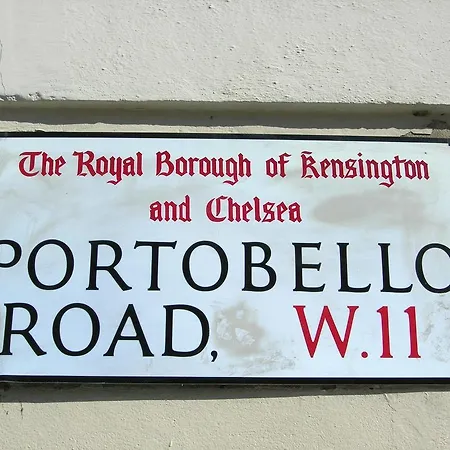 The Royal Borough of Kensington
and Chelsea
PORTOBELLO
ROAD, W.11